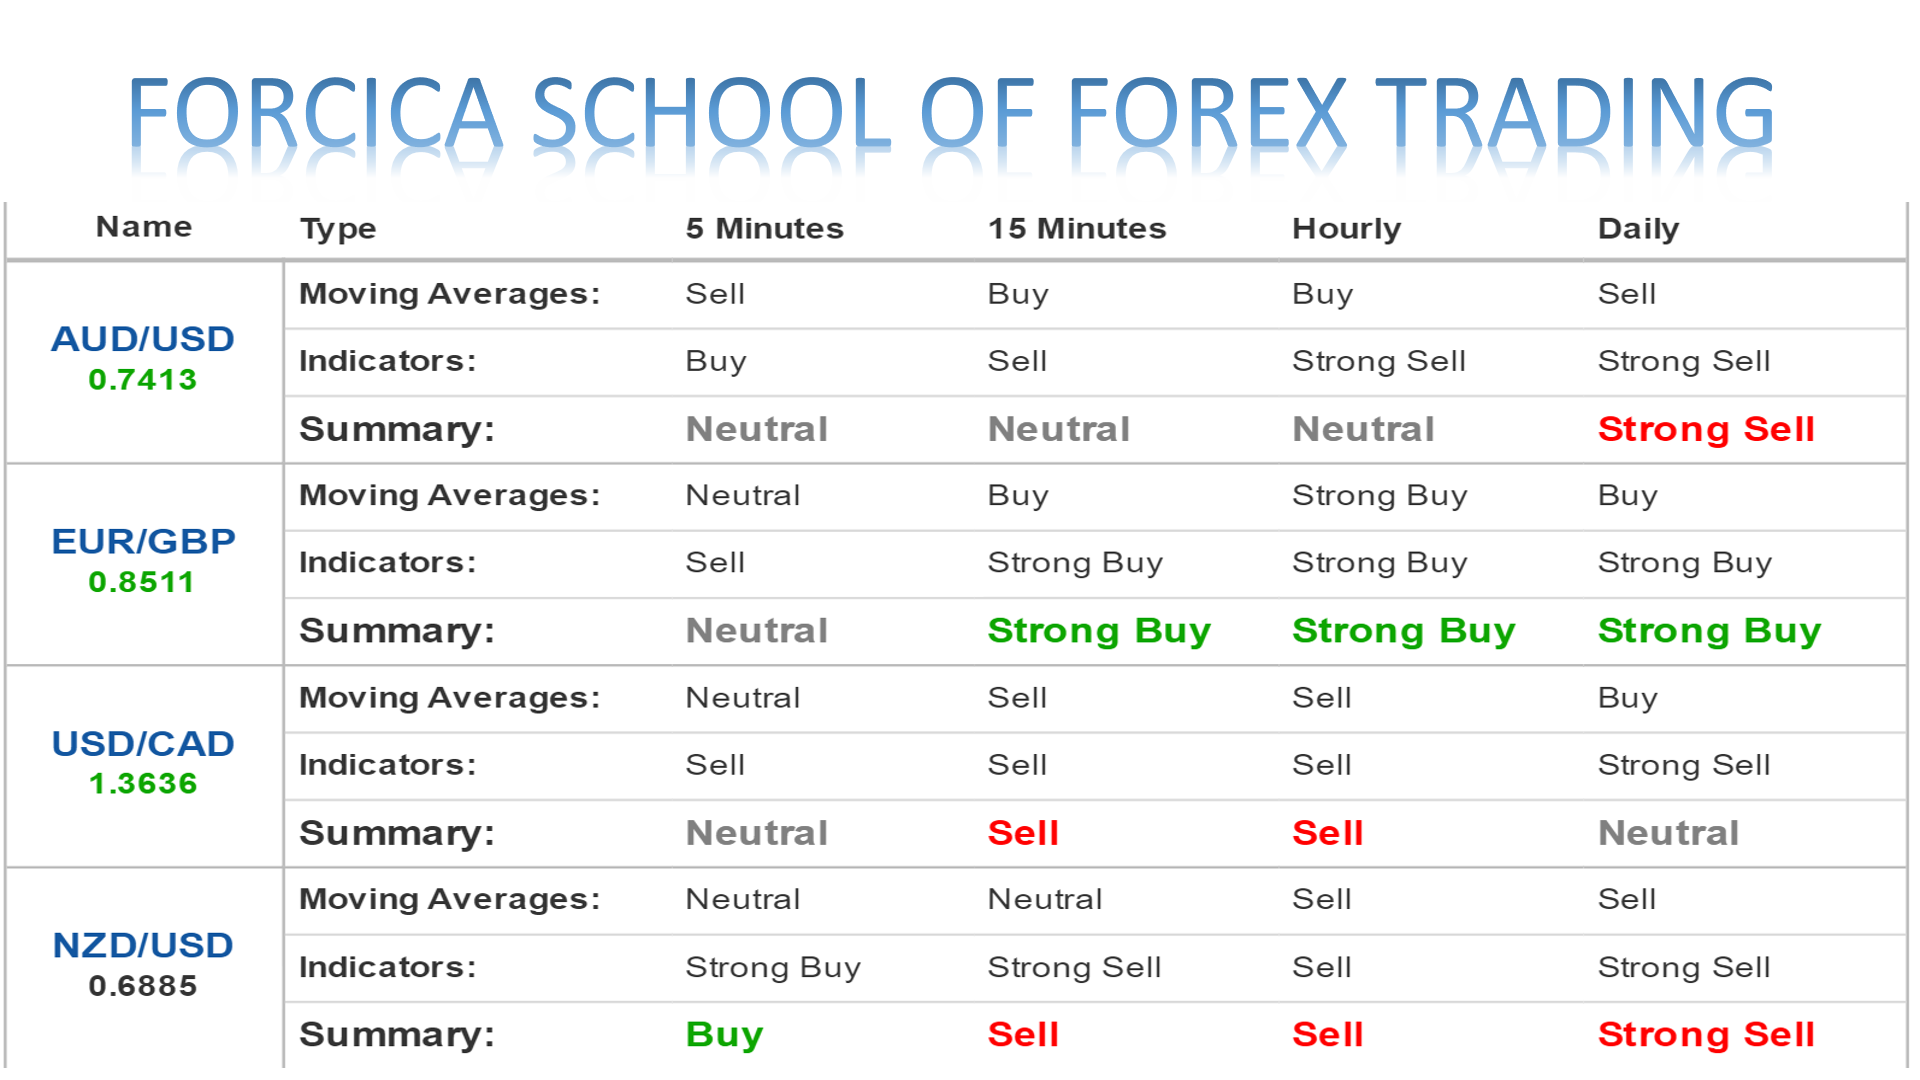 FORCICA SCHOOL OF FOREX TRADING
Name Type 5 Minutes 15 Minutes Hourly Daily
AUD/USD
0.7413
Moving Averages: Sell Buy Buy Sell
Indicators: Buy Sell Strong Sell Strong Sell
Summary: Neutral Neutral Neutral Strong Sell
EUR/GBP
0.8511
Moving Averages: Neutral Buy Strong Buy Buy
Indicators: Sell Strong Buy Strong Buy Strong Buy
Summary: Neutral Strong Buy Strong Buy Strong Buy
USD/CAD
1.3636
Moving Averages: Neutral Sell Sell Buy
Indicators: Sell Sell Sell Strong Sell
Summary: Neutral Sell Sell Neutral
NZD/USD
0.6885
Moving Averages: Neutral Neutral Sell Sell
Indicators: Strong Buy Strong Sell Sell Strong Sell
Summary: Buy Sell Sell Strong Sell